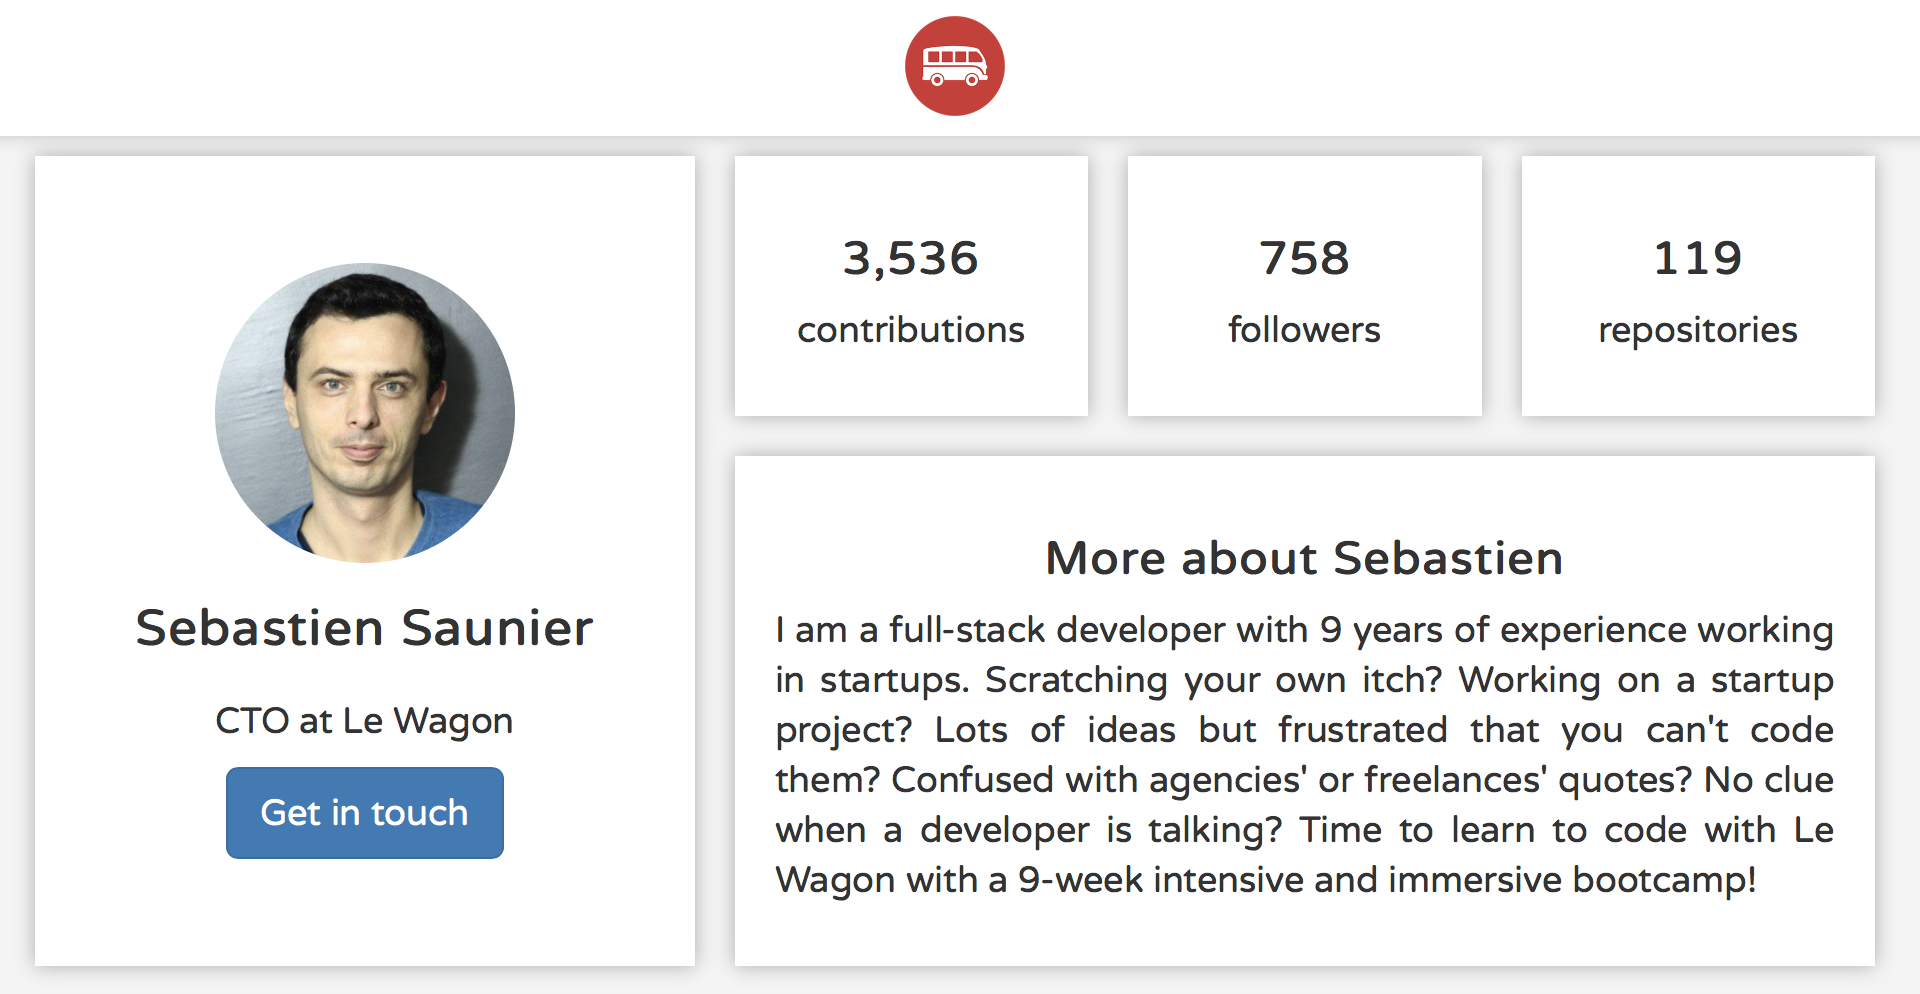 Sebastien Saunier
CTO at Le Wagon
Get in touch
3,536
contributions
758
followers
119
repositories
More about Sebastien
I am a full-stack developer with 9 years of experience working
in startups. Scratching your own itch? Working on a startup
project? Lots of ideas but frustrated that you can't code
them? Confused with agencies' or freelances' quotes? No clue
when a developer is talking? Time to learn to code with Le
Wagon with a 9-week intensive and immersive bootcamp!